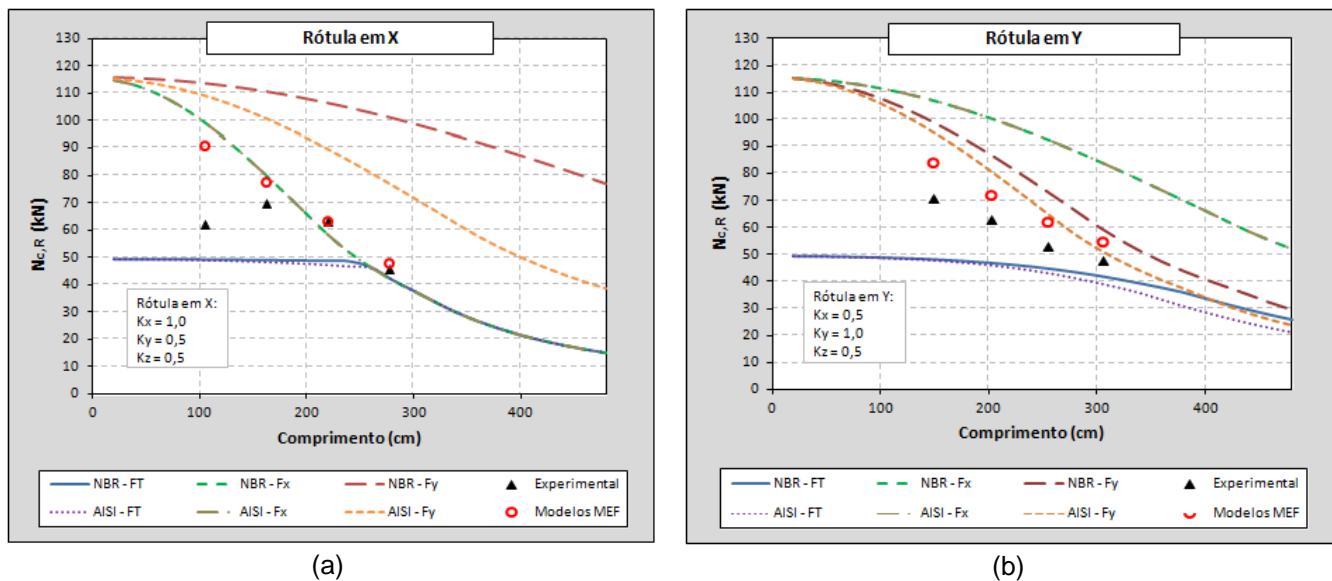 Rótula em X
130
120
110
100
90
80
70
60
50
40
30
20
10
0
N c,R (kN)
Rótula em X:
Kx = 1,0
Ky = 0,5
Kz = 0,5
0 100 200 300 400
Comprimento (cm)
NBR - FT NBR - Fx NBR - Fy Experimental
AISI - FT AISI - Fx AISI - Fy Modelos MEF
(a)
Rótula em Y
130
120
110
100
90
80
70
60
50
40
30
20
10
0
N c,R (kN)
Rótula em Y:
Kx = 0,5
Ky = 1,0
Kz = 0,5
0 100 200 300 400
Comprimento (cm)
NBR - FT NBR - Fx NBR - Fy Experimental
AISI - FT AISI - Fx AISI - Fy Modelos MEF
(b)